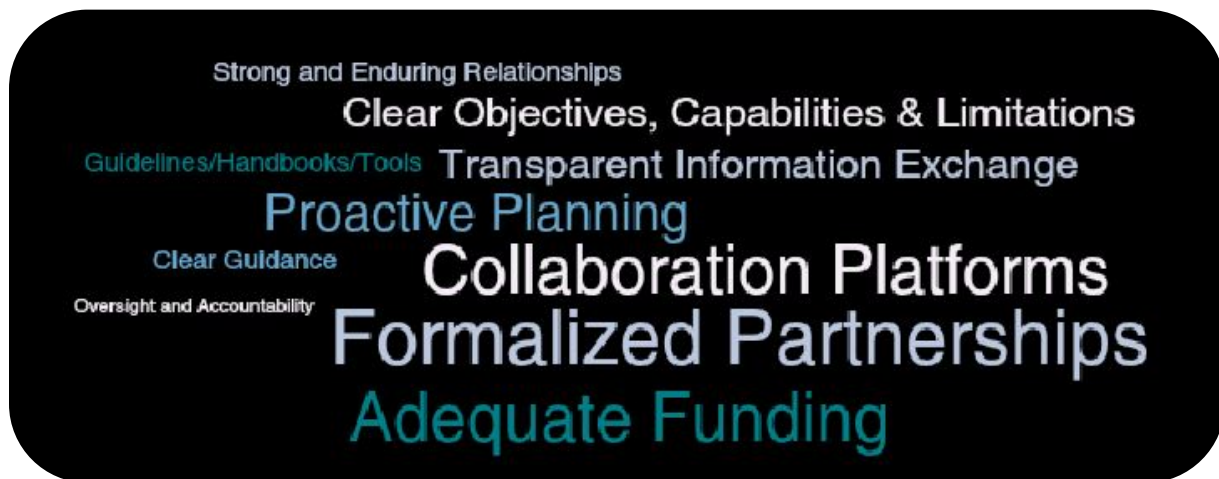 Strong and Enduring Relationships
Clear Objectives, Capabilities & Limitations
Guidelines/Handbooks/Tools Transparent Information Exchange
Proactive Planning
Clear Guidance Collaboration Platforms
Oversight and Accountability
Formalized Partnerships
Adequate Funding